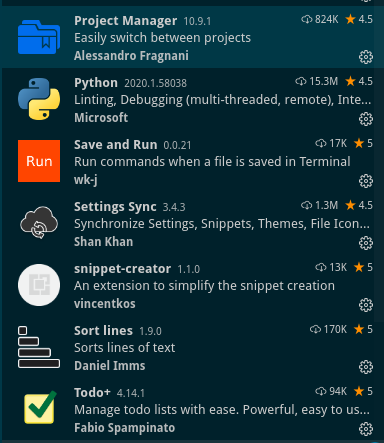 Project Manager 10.9.1 824K ★ 4.5
Easily switch between projects
Alessandro Fragnani
Python 2020.1.58038 15.3M ★ 4.5
Linting, Debugging (multi-threaded, remote), Inte...
Microsoft
Run
Save and Run 0.0.21 17K ★ 5
Run commands when a file is saved in Terminal
wk-j
Settings Sync 3.4.3 1.3M ★ 4.5
Synchronize Settings, Snippets, Themes, File Icon...
Shan Khan
snippet-creator 1.1.0 13K ★ 5
An extension to simplify the snippet creation
vincentkos
Sort lines 1.9.0 170K ★ 5
Sorts lines of text
Daniel Imms
Todo+ 4.14.1 94K ★ 5
Manage todo lists with ease. Powerful, easy to us...
Fabio Spampinato